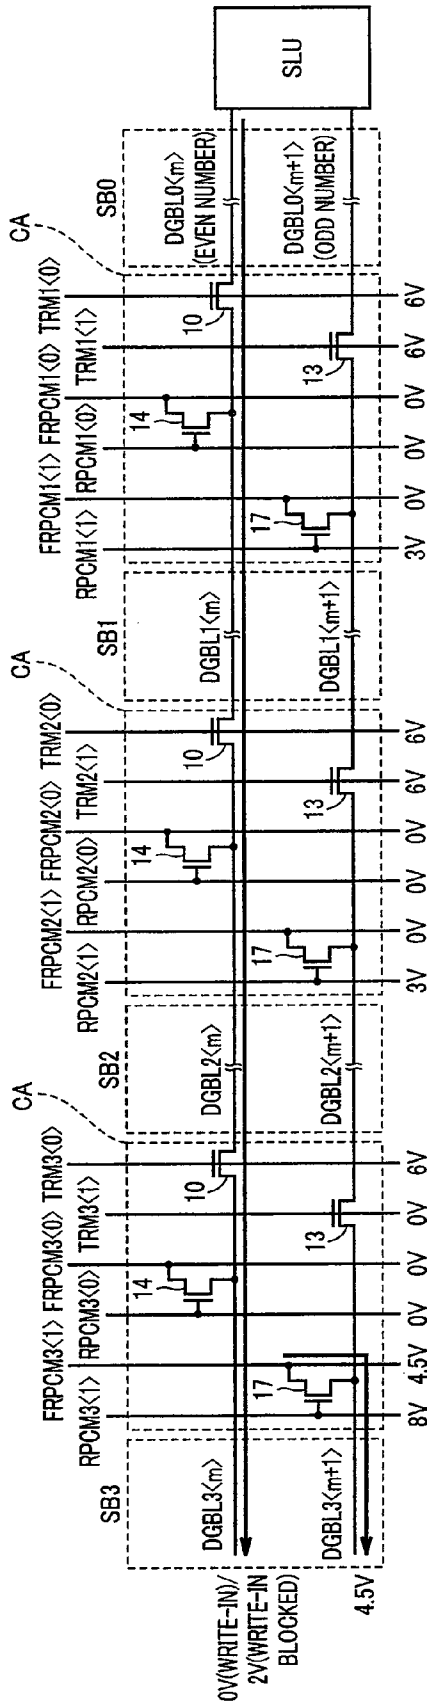 SLU
SB0
DGBL0<m>
(EVEN NUMBER)
DGBL0<m+1>
(ODD NUMBER)
CA
TRM1<0>
TRM1<1>
FRPCM1<0>
RPCM1<0>
FRPCM1<1>
RPCM1<1>
10
13
14
17
6V
6V
0V
0V
0V
3V
SB1
DGBL1<m>
DGBL1<m+1>
CA
TRM2<0>
TRM2<1>
FRPCM2<0>
RPCM2<0>
FRPCM2<1>
RPCM2<1>
10
13
14
17
6V
6V
0V
0V
0V
3V
SB2
DGBL2<m>
DGBL2<m+1>
CA
TRM3<0>
TRM3<1>
FRPCM3<0>
RPCM3<0>
FRPCM3<1>
RPCM3<1>
10
13
14
17
6V
0V
0V
0V
4.5V
8V
SB3
DGBL3<m>
DGBL3<m+1>
0V(WRITE-IN)/
2V(WRITE-IN
BLOCKED)
4.5V